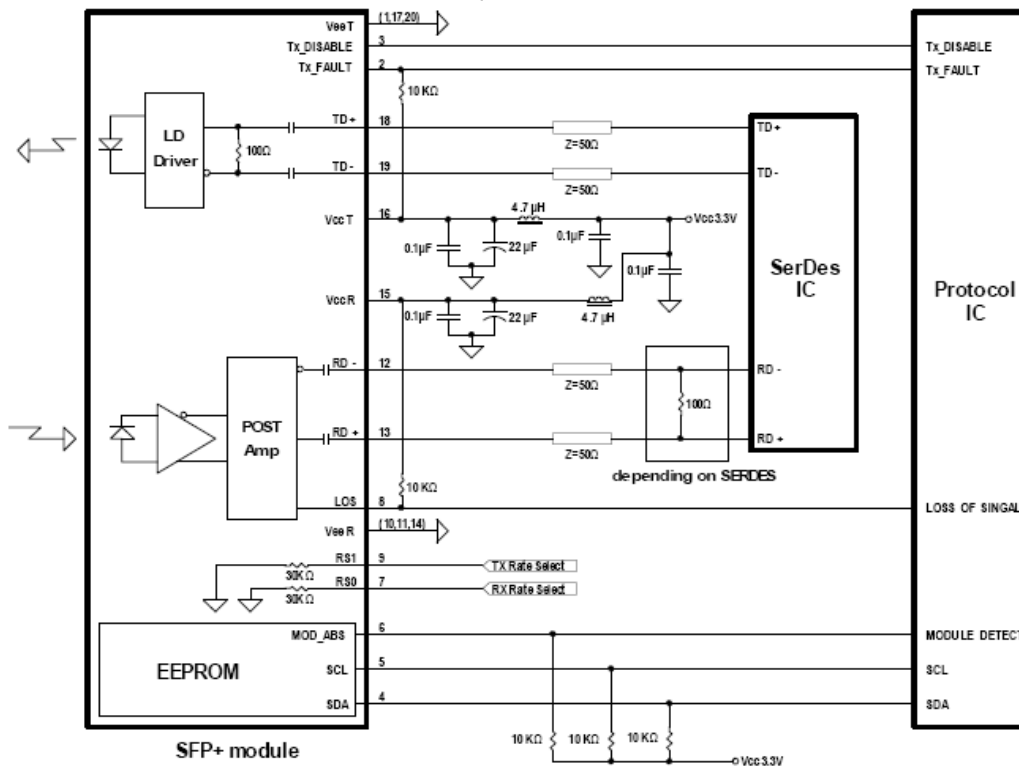 VeeT (1,17,20)
Tx_DISABLE 3 Tx_DISABLE
Tx_FAULT 2 Tx_FAULT
10 KΩ
LD Driver
100Ω
TD+ 18 TD+
Z=50Ω
TD- 19 TD-
Z=50Ω
VccT 16
4.7 μH
Vcc3.3V
0.1μF
22 μF
0.1μF
0.1μF
SerDes IC
Protocol IC
VccR 15
0.1μF
22 μF
4.7 μH
RD - 12 RD -
Z=50Ω
100Ω
POST Amp
RD + 13 RD +
Z=50Ω
depending on SERDES
10 KΩ
LOS 8 LOSS OF SINGAL
VeeR (10,11,14)
RS1 9 TX Rate Select
30KΩ
RS0 7 RX Rate Select
30KΩ
MOD_ABS 6 MODULE DETECT
EEPROM
SCL 5 SCL
SDA 4 SDA
10 KΩ 10 KΩ 10 KΩ
Vcc3.3V
SFP+ module